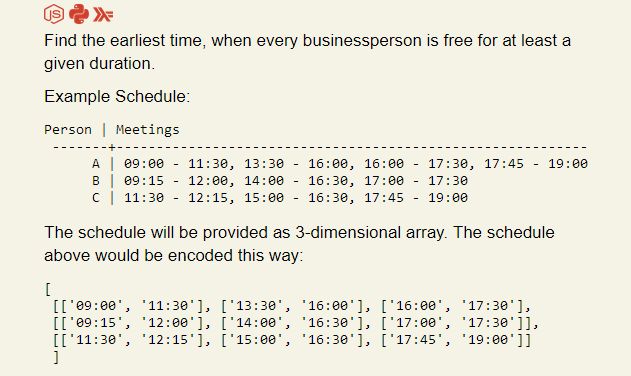 JS
Find the earliest time, when every businessperson is free for at least a
given duration.
Example Schedule:
Person | Meetings
-------+-----------------------------------------------------------
A | 09:00 - 11:30, 13:30 - 16:00, 16:00 - 17:30, 17:45 - 19:00
B | 09:15 - 12:00, 14:00 - 16:30, 17:00 - 17:30
C | 11:30 - 12:15, 15:00 - 16:30, 17:45 - 19:00
The schedule will be provided as 3-dimensional array. The schedule
above would be encoded this way:
[
[['09:00', '11:30'], ['13:30', '16:00'], ['16:00', '17:30'],
[['09:15', '12:00'], ['14:00', '16:30'], ['17:00', '17:30']],
[['11:30', '12:15'], ['15:00', '16:30'], ['17:45', '19:00']]
]